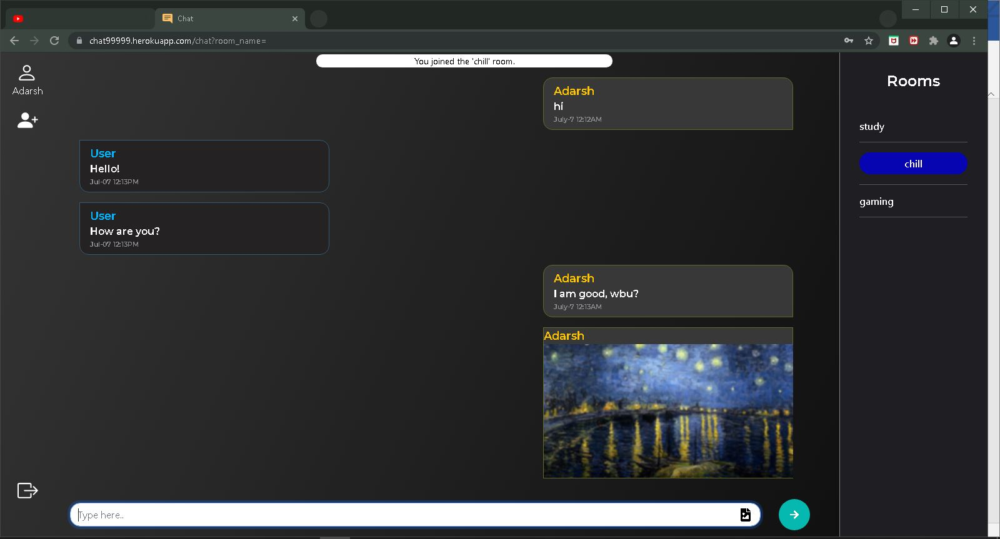 Chat
chat99999.herokuapp.com/chat?room_name=
You joined the 'chill' room.
Adarsh
Adarsh
hi
July-7 12:12AM
User
Hello!
Jul-07 12:13PM
User
How are you?
Jul-07 12:13PM
Adarsh
I am good, wbu?
July-7 12:13AM
Adarsh
Type here..
Rooms
study
chill
gaming